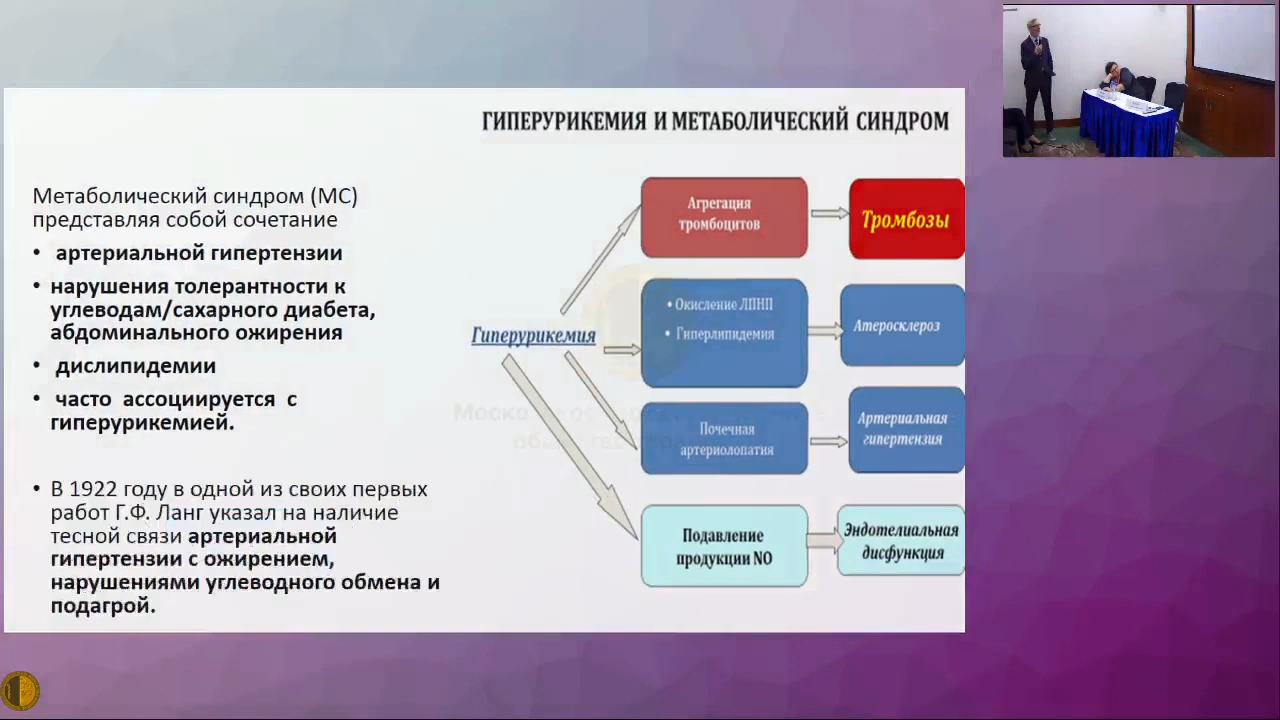 ГИПЕРУРИКЕМИЯ И МЕТАБОЛИЧЕСКИЙ СИНДРОМ
Метаболический синдром (МС)
представляя собой сочетание
• артериальной гипертензии
• нарушения толерантности к
углеводам/сахарного диабета,
абдоминального ожирения
• дислипидемии
• часто ассоциируется с
гиперурикемией.
• В 1922 году в одной из своих первых
работ Г.Ф. Ланг указал на наличие
тесной связи артериальной
гипертензии с ожирением,
нарушениями углеводного обмена и
подагрой.
Гиперурикемия
Агрегация
тромбоцитов
Тромбозы
• Окисление ЛПНП
• Гиперлипидемия
Атеросклероз
Почечная
артериолопатия
Артериальная
гипертензия
Подавление
продукции NO
Эндотелиальная
дисфункция